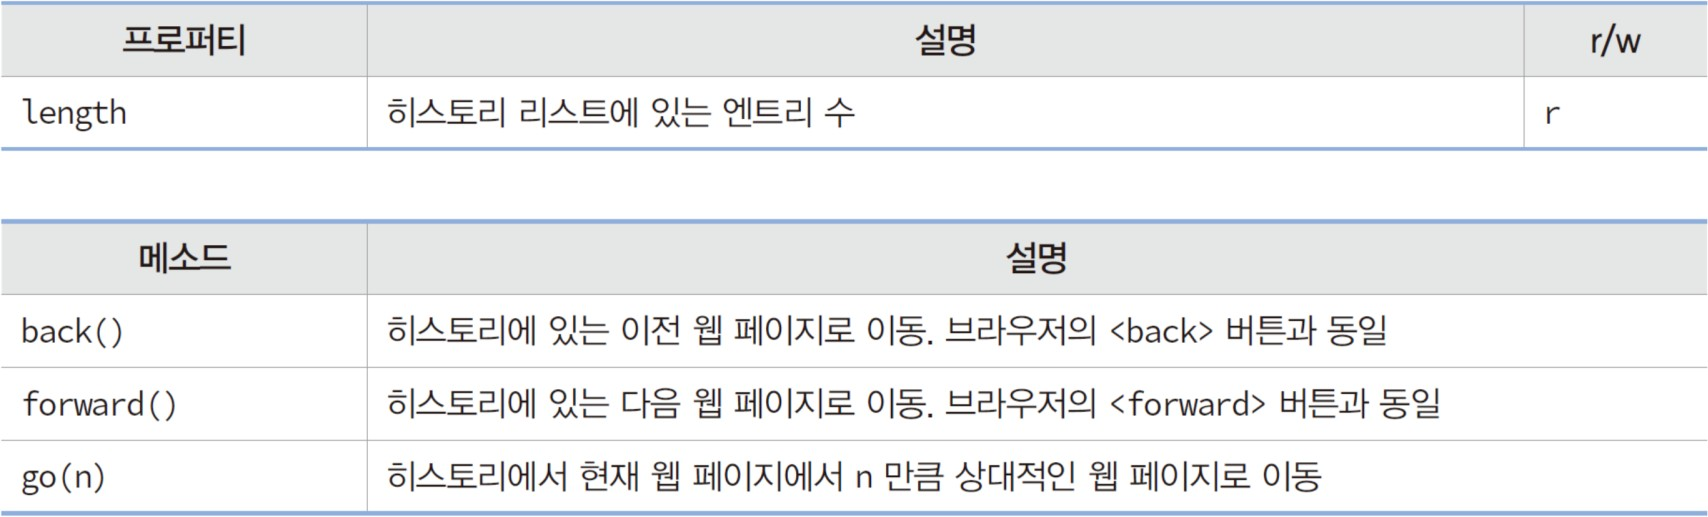 프로퍼티 설명 r/w
length 히스토리 리스트에 있는 엔트리 수 r
메소드 설명
back() 히스토리에 있는 이전 웹 페이지로 이동. 브라우저의 <back> 버튼과 동일
forward() 히스토리에 있는 다음 웹 페이지로 이동. 브라우저의 <forward> 버튼과 동일
go(n) 히스토리에서 현재 웹 페이지에서 n 만큼 상대적인 웹 페이지로 이동